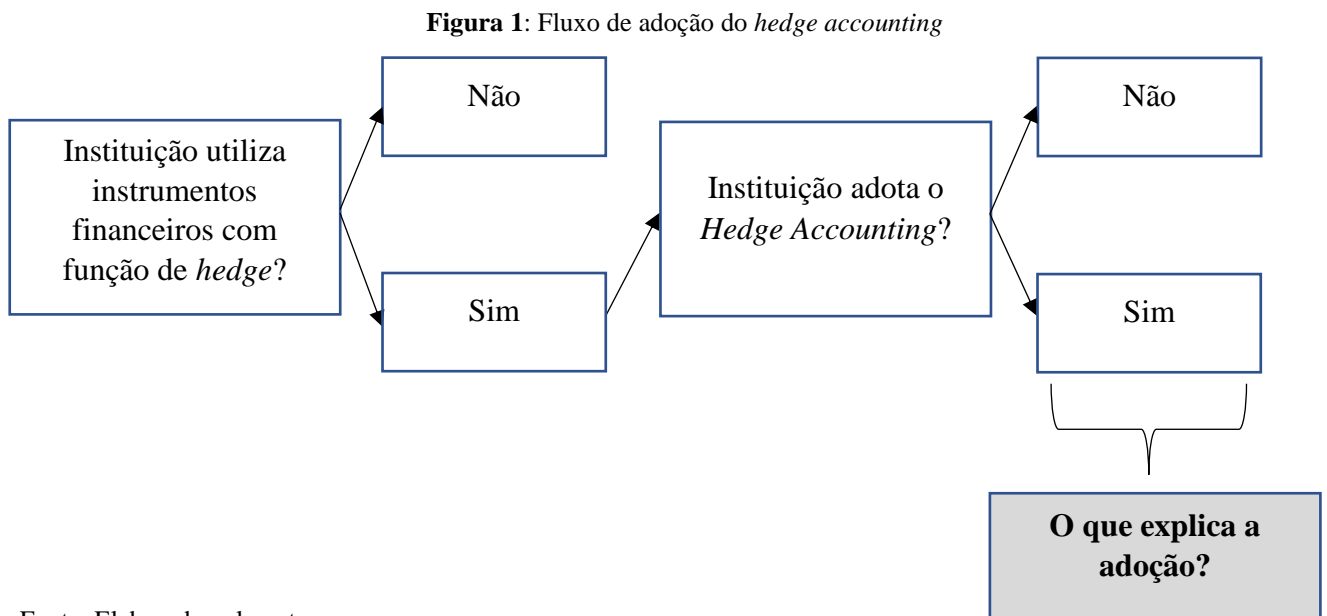 Figura 1: Fluxo de adoção do hedge accounting
Não
Não
Instituição utiliza
instrumentos
financeiros com
função de hedge?
Instituição adota o
Hedge Accounting?
Sim
Sim
O que explica a
adoção?